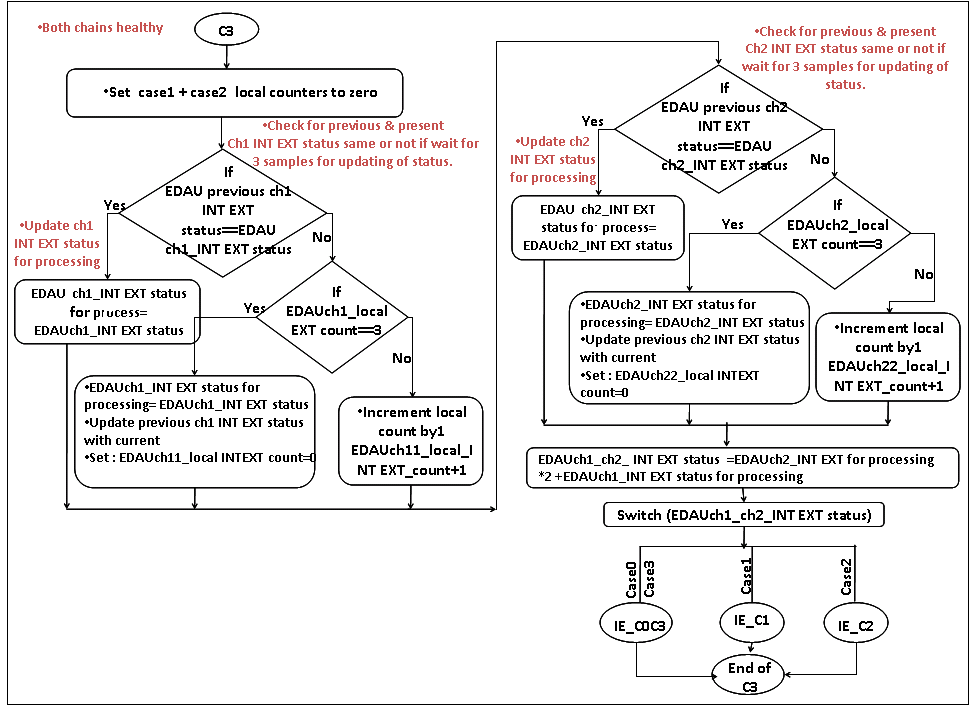 •Both chains healthy
C3
•Set case1 + case2 local counters to zero
•Check for previous & present
Ch1 INT EXT status same or not if wait for
3 samples for updating of status.
If
EDAU previous ch1
INT EXT
status==EDAU
ch1_INT EXT status
Yes
No
•Update ch1
INT EXT status
for processing
EDAU ch1_INT EXT status
for process=
EDAUch1_INT EXT status
If
EDAUch1_local
EXT count==3
Yes
No
•EDAUch1_INT EXT status for
processing= EDAUch1_INT EXT status
•Update previous ch1 INT EXT status
with current
•Set : EDAUch11_local INTEXT count=0
•Increment local
count by1
EDAUch11_local_I
NT EXT_count+1
•Check for previous & present
Ch2 INT EXT status same or not if
wait for 3 samples for updating of
status.
If
EDAU previous ch2
INT EXT
status==EDAU
ch2_INT EXT status
Yes
No
•Update ch2
INT EXT status
for processing
EDAU ch2_INT EXT
status for process=
EDAUch2_INT EXT status
If
EDAUch2_local
EXT count==3
Yes
No
•EDAUch2_INT EXT status for
processing= EDAUch2_INT EXT status
•Update previous ch2 INT EXT status
with current
•Set : EDAUch22_local INTEXT
count=0
•Increment local
count by1
EDAUch22_local_I
NT EXT_count+1
EDAUch1_ch2_ INT EXT status =EDAUch2_INT EXT for processing
*2 +EDAUch1_INT EXT status for processing
Switch (EDAUch1_ch2_INT EXT status)
Case0
Case3
Case1
Case2
IE_C0C3
IE_C1
IE_C2
End of
C3